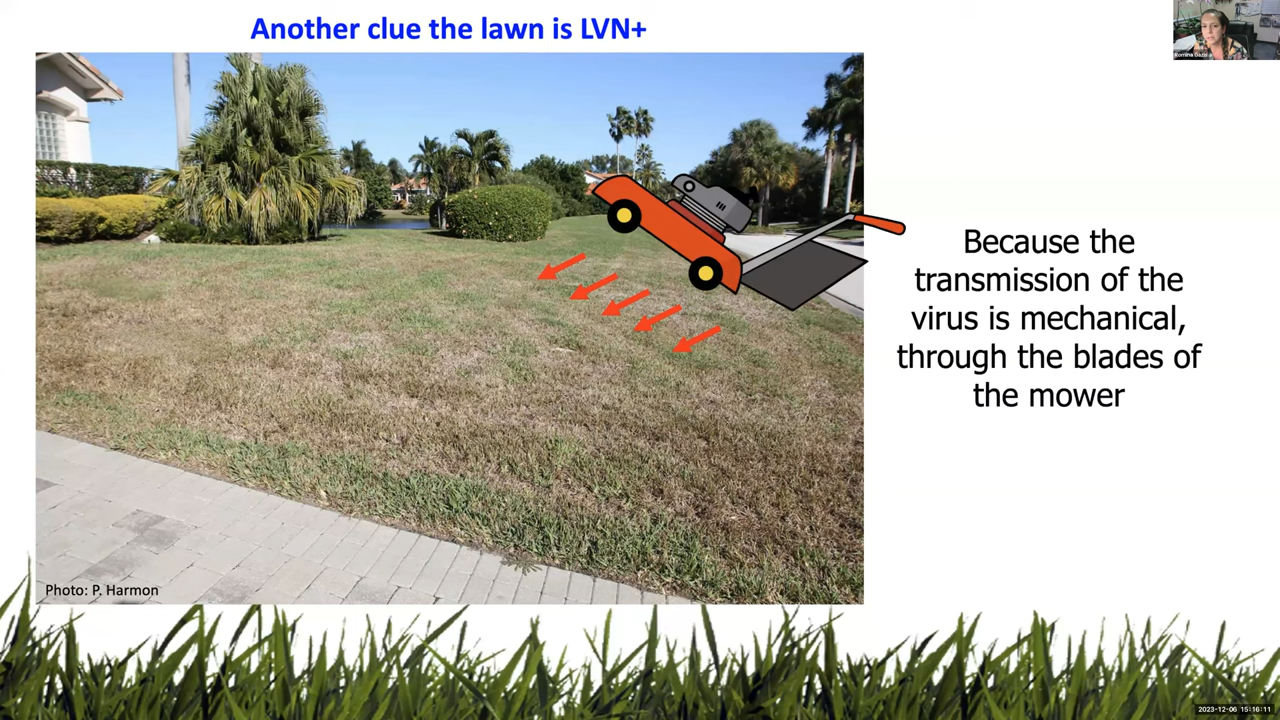 Another clue the lawn is LVN+
Because the
transmission of the
virus is mechanical,
through the blades of
the mower
Photo: P. Harmon
2023-12-06 15:16:11